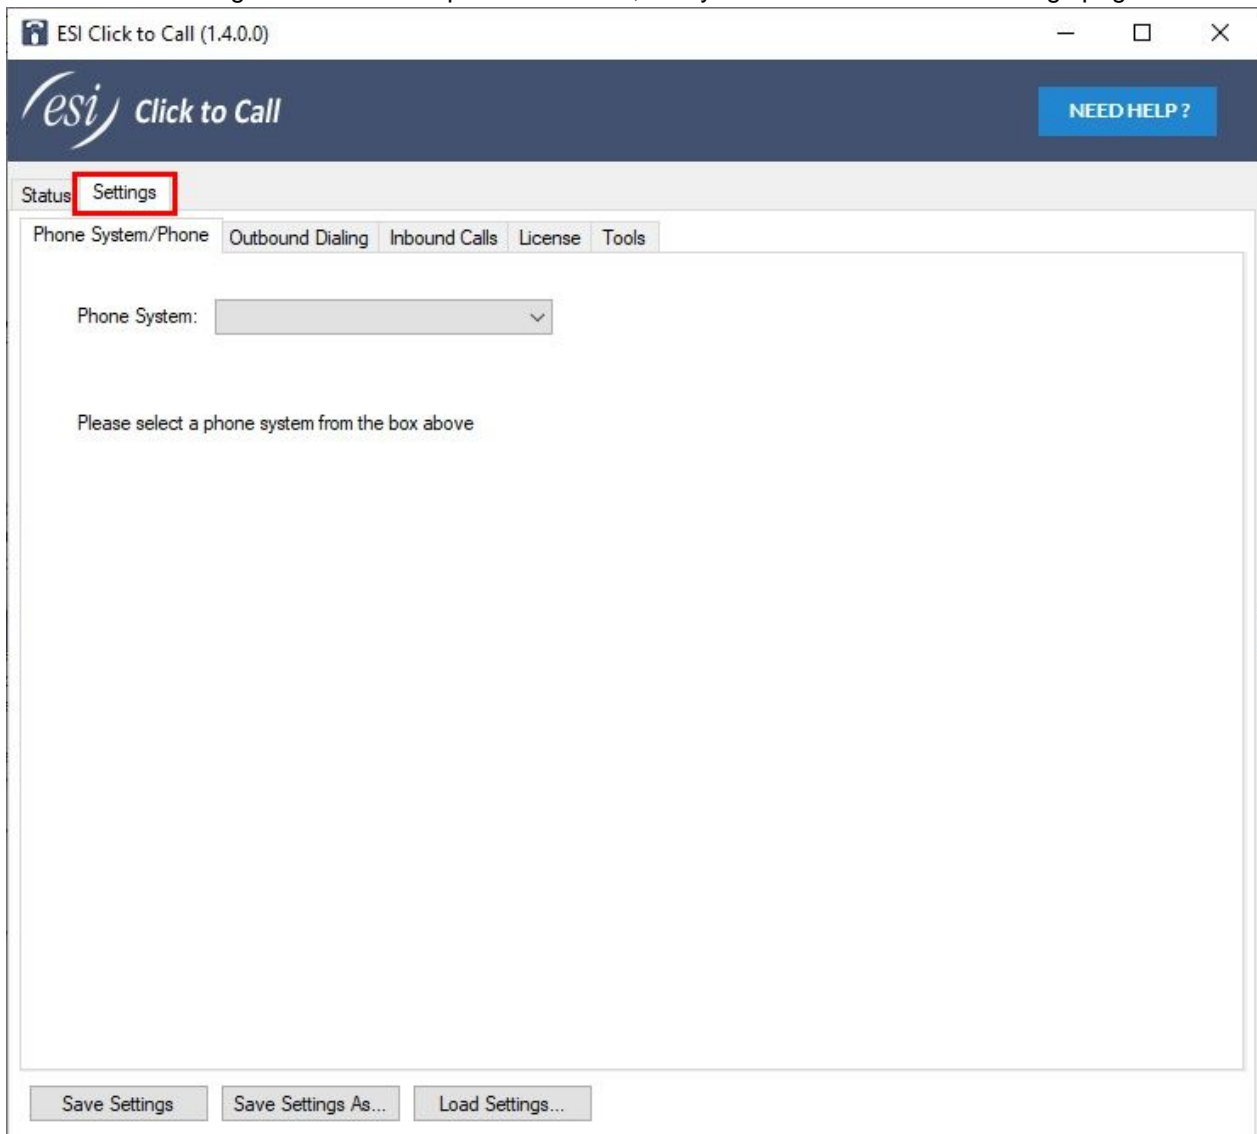 ESI Click to Call (1.4.0.0)
esi Click to Call
NEED HELP ?
Status Settings
Phone System/Phone Outbound Dialing Inbound Calls License Tools
Phone System:
Please select a phone system from the box above
Save Settings Save Settings As... Load Settings...